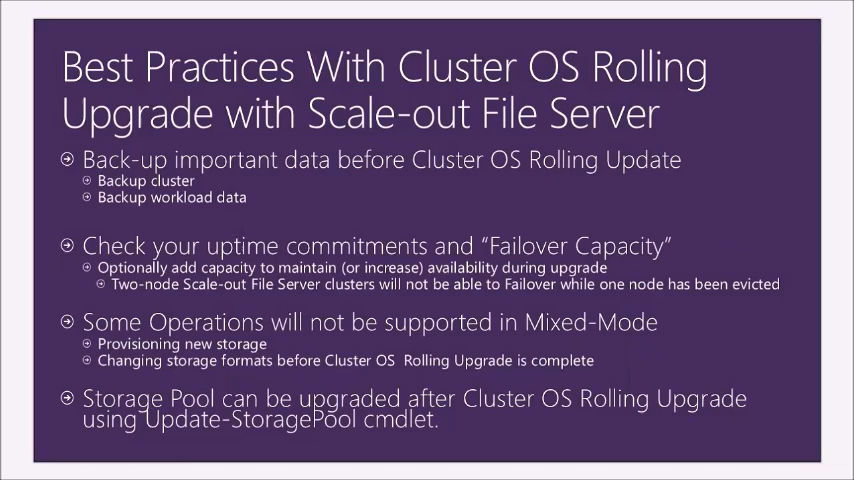 Best Practices With Cluster OS Rolling
Upgrade with Scale-out File Server
Back-up important data before Cluster OS Rolling Update
Backup cluster
Backup workload data
Check your uptime commitments and “Failover Capacity”
Optionally add capacity to maintain (or increase) availability during upgrade
Two-node Scale-out File Server clusters will not be able to Failover while one node has been evicted
Some Operations will not be supported in Mixed-Mode
Provisioning new storage
Changing storage formats before Cluster OS Rolling Upgrade is complete
Storage Pool can be upgraded after Cluster OS Rolling Upgrade
using Update-StoragePool cmdlet.